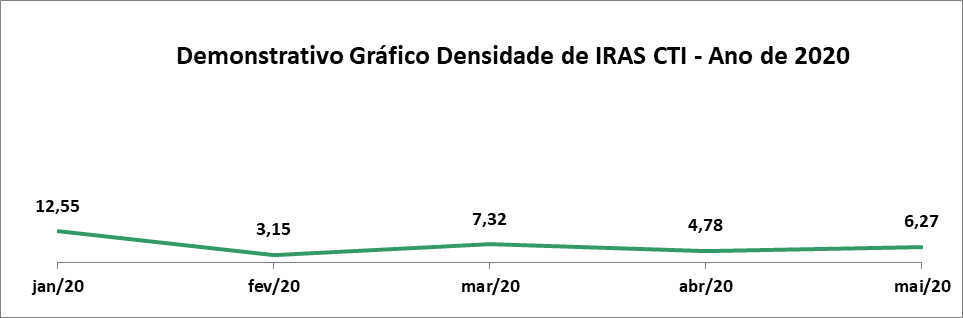 Demonstrativo Gráfico Densidade de IRAS CTI - Ano de 2020
12,55
3,15
7,32
4,78
6,27
jan/20
fev/20
mar/20
abr/20
mai/20